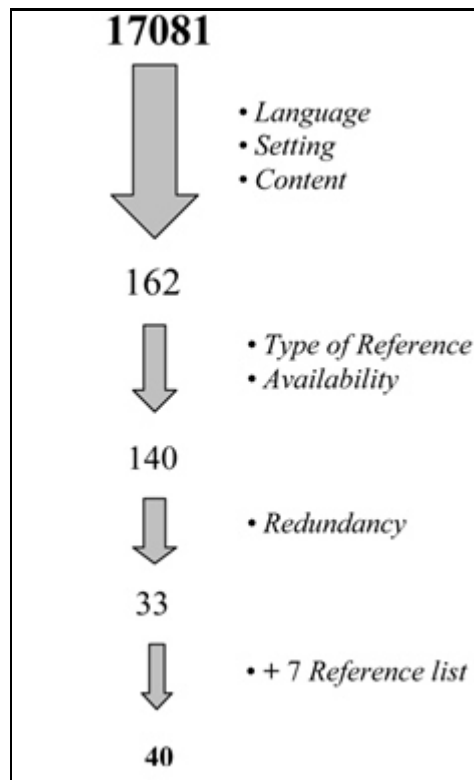 17081
• Language
• Setting
• Content
162
• Type of Reference
• Availability
140
• Redundancy
33
• + 7 Reference list
40